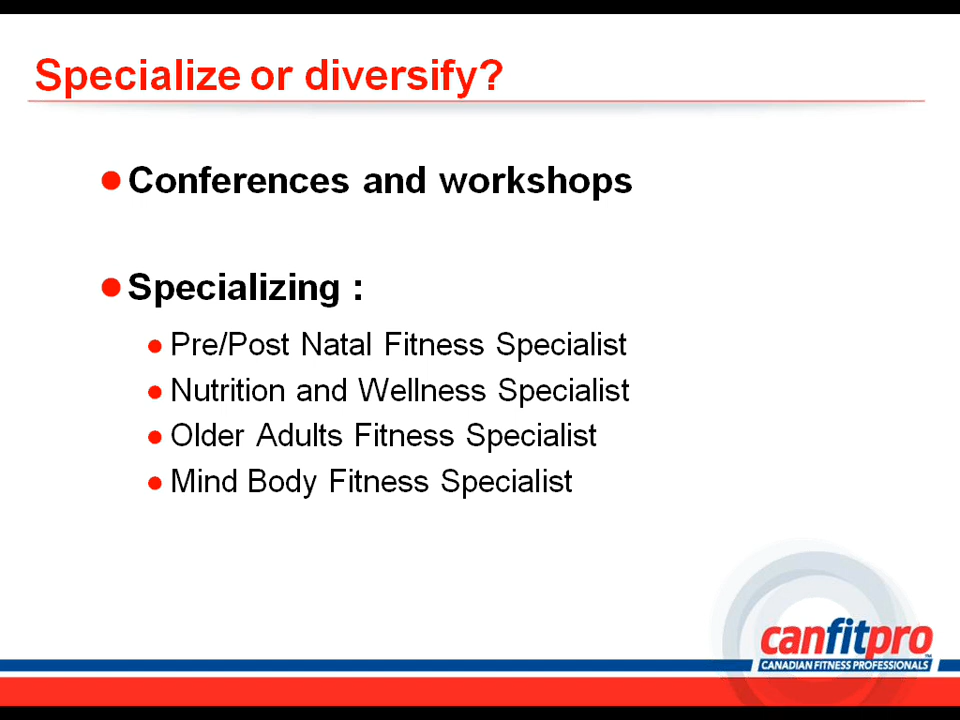 Specialize or diversify?
Conferences and workshops
Specializing :
Pre/Post Natal Fitness Specialist
Nutrition and Wellness Specialist
Older Adults Fitness Specialist
Mind Body Fitness Specialist
canfitpro™
CANADIAN FITNESS PROFESSIONALS